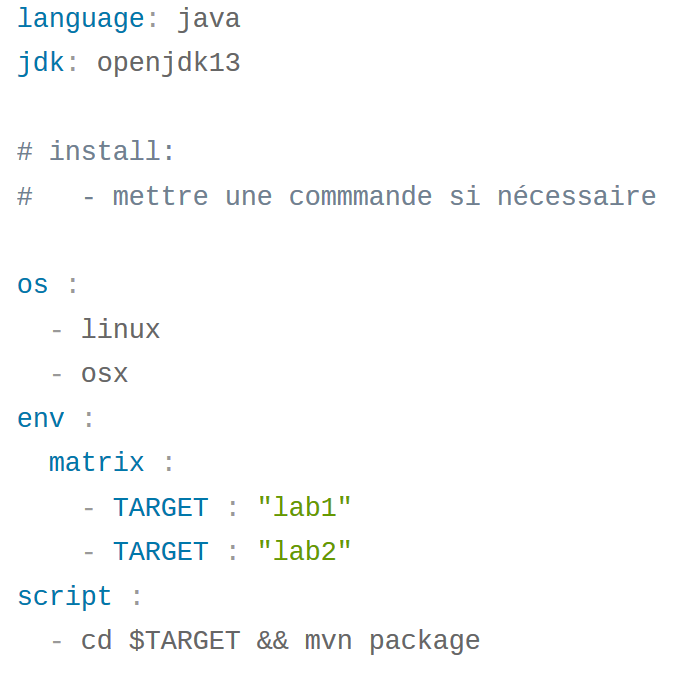 language: java
jdk: openjdk13
# install:
#   - mettre une commmande si nécessaire
os :
  - linux
  - osx
env :
  matrix :
    - TARGET : "lab1"
    - TARGET : "lab2"
script :
  - cd $TARGET && mvn package